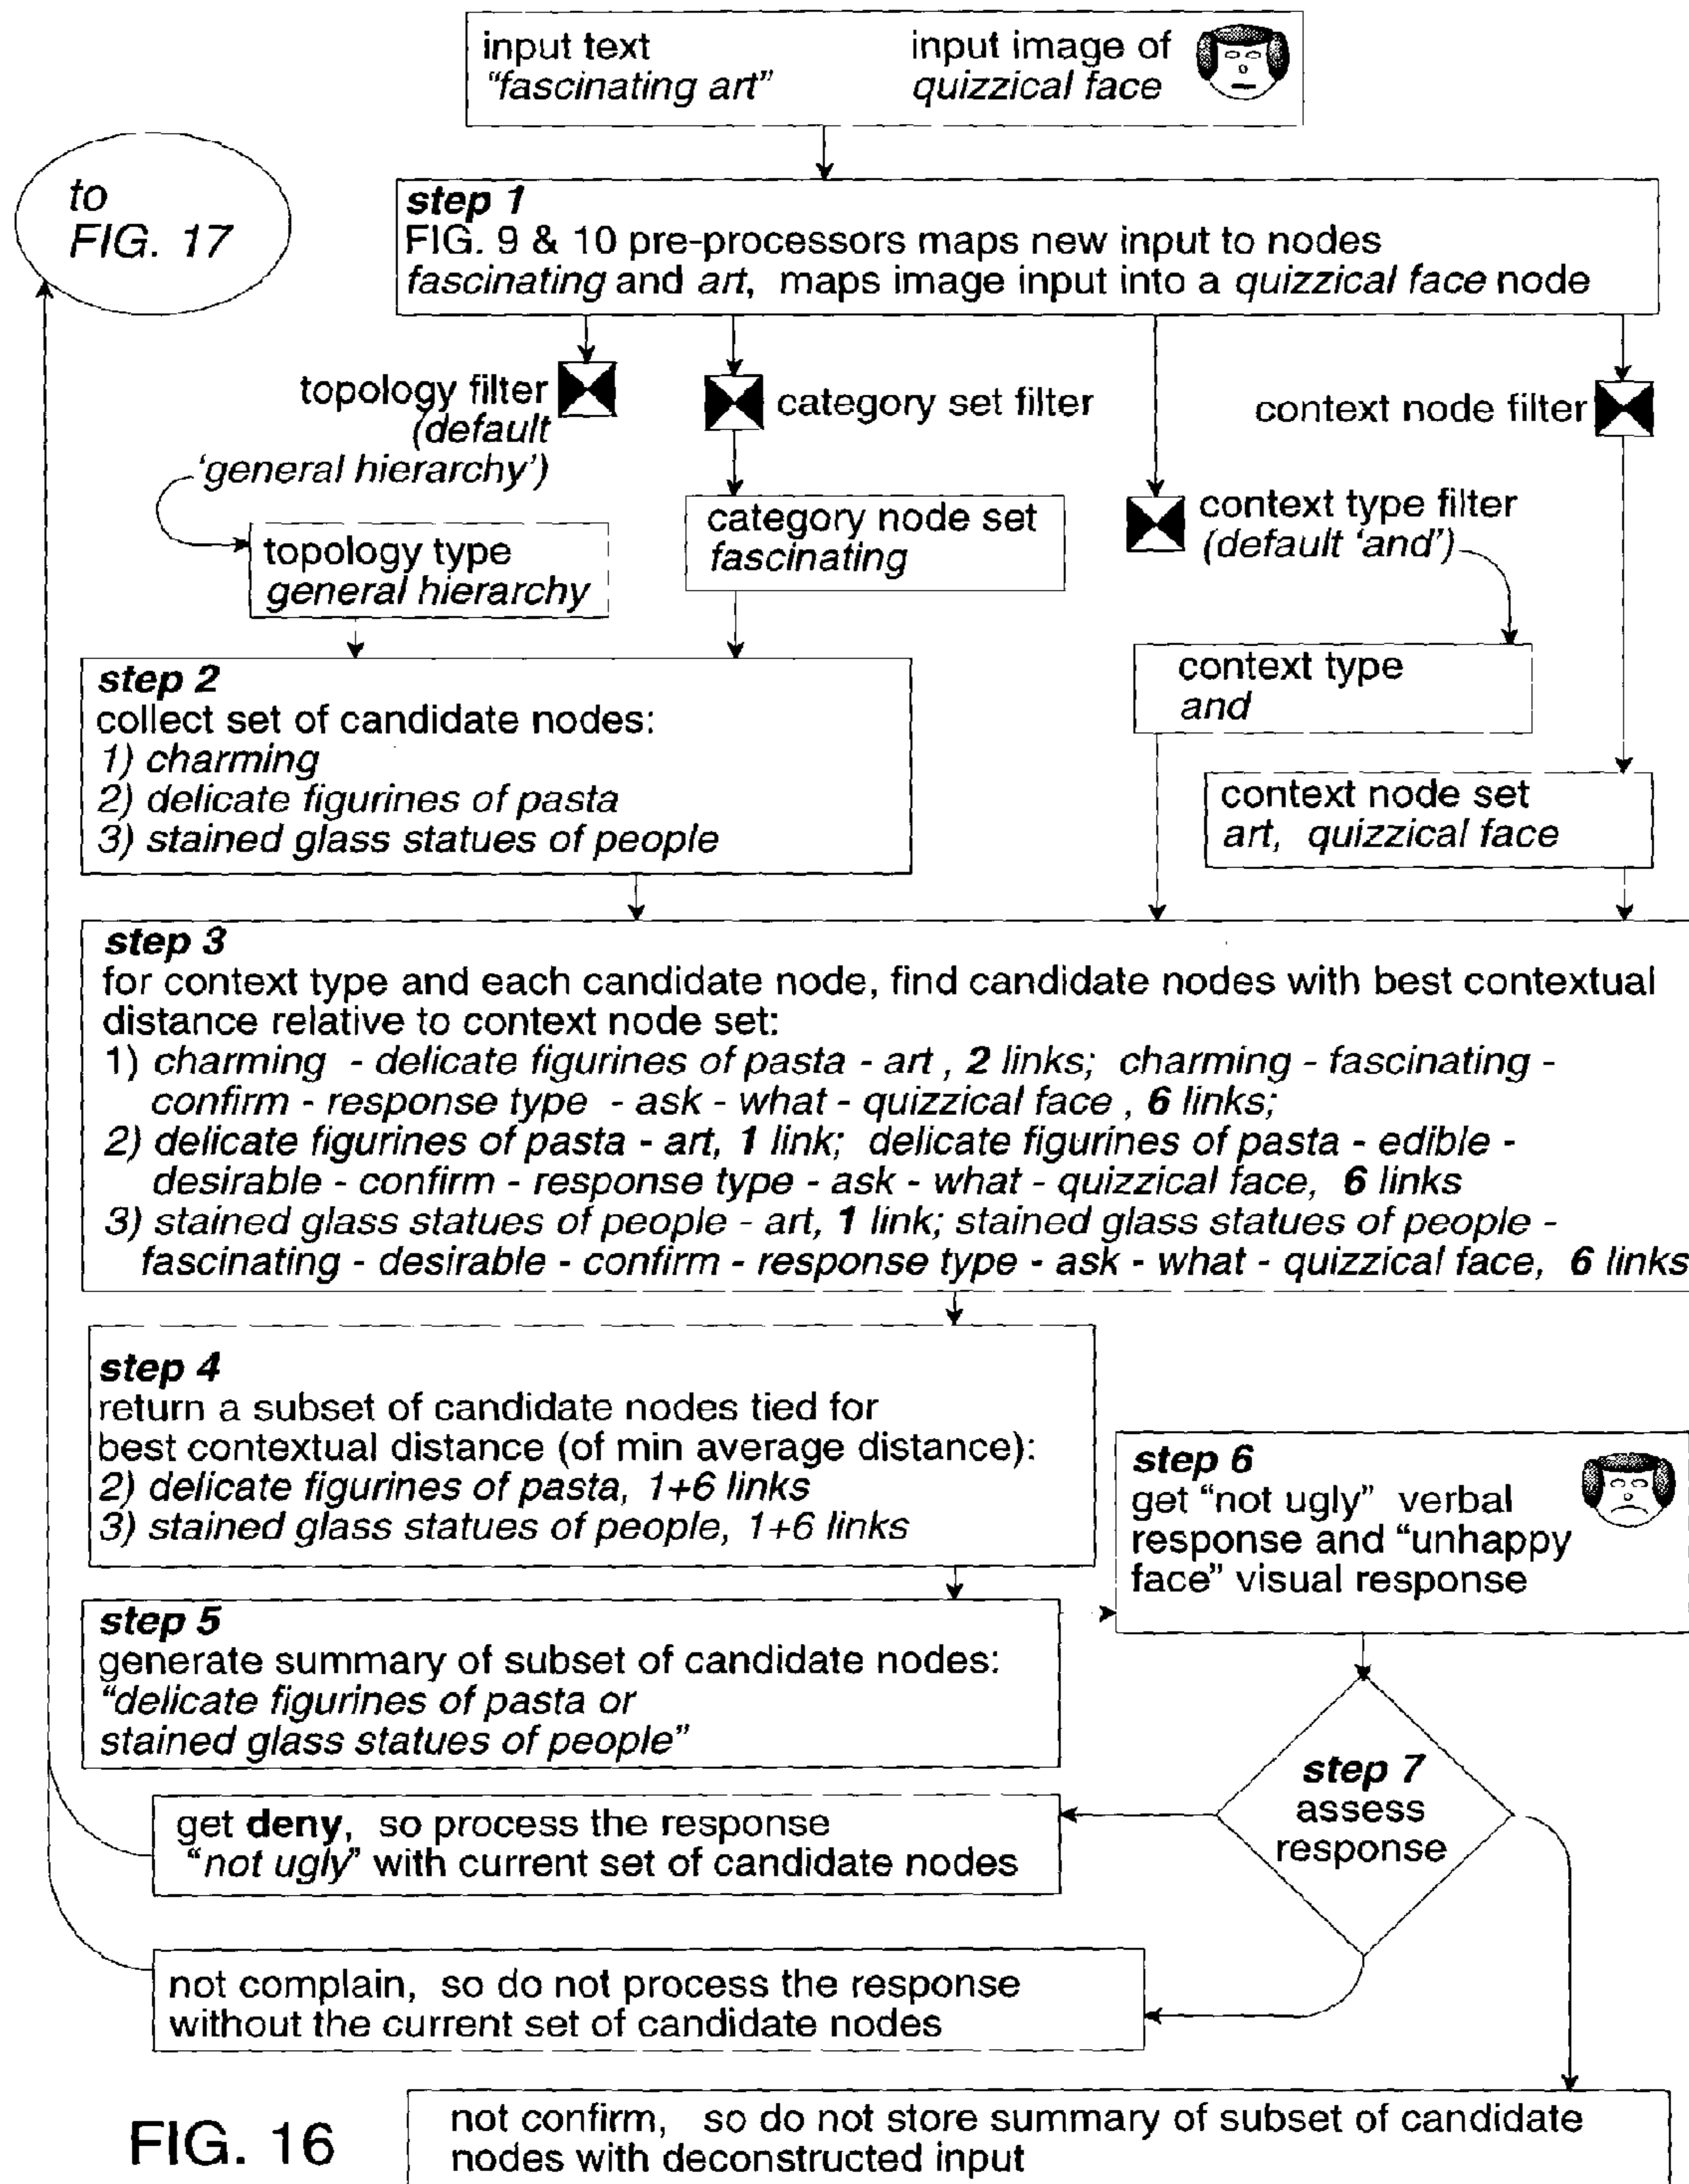 input text
"fascinating art"
input image of
quizzical face
to
FIG. 17
step 1
FIG. 9 & 10 pre-processors maps new input to nodes
fascinating and art, maps image input into a quizzical face node
topology filter
(default
'general hierarchy')
category set filter
context node filter
context type filter
(default 'and")
topology type
general hierarchy
category node set
fascinating
context type
and
context node set
art, quizzical face
step 2
collect set of candidate nodes:
1) charming
2) delicate figurines of pasta
3) stained glass statues of people
step 3
for context type and each candidate node, find candidate nodes with best contextual
distance relative to context node set:
1) charming - delicate figurines of pasta - art , 2 links; charming - fascinating -
confirm - response type - ask - what - quizzical face , 6 links;
2) delicate figurines of pasta - art, 1 link; delicate figurines of pasta - edible -
desirable - confirm - response type - ask - what - quizzical face, 6 links
3) stained glass statues of people - art, 1 link; stained glass statues of people -
fascinating - desirable - confirm - response type - ask - what - quizzical face, 6 links
step 4
return a subset of candidate nodes tied for
best contextual distance (of min average distance):
2) delicate figurines of pasta, 1+6 links
3) stained glass statues of people, 1+6 links
step 5
generate summary of subset of candidate nodes:
"delicate figurines of pasta or
stained glass statues of people"
step 6
get "not ugly" verbal
response and "unhappy
face" visual response
step 7
assess
response
get deny, so process the response
"not ugly" with current set of candidate nodes
not complain, so do not process the response
without the current set of candidate nodes
not confirm, so do not store summary of subset of candidate
nodes with deconstructed input
FIG. 16